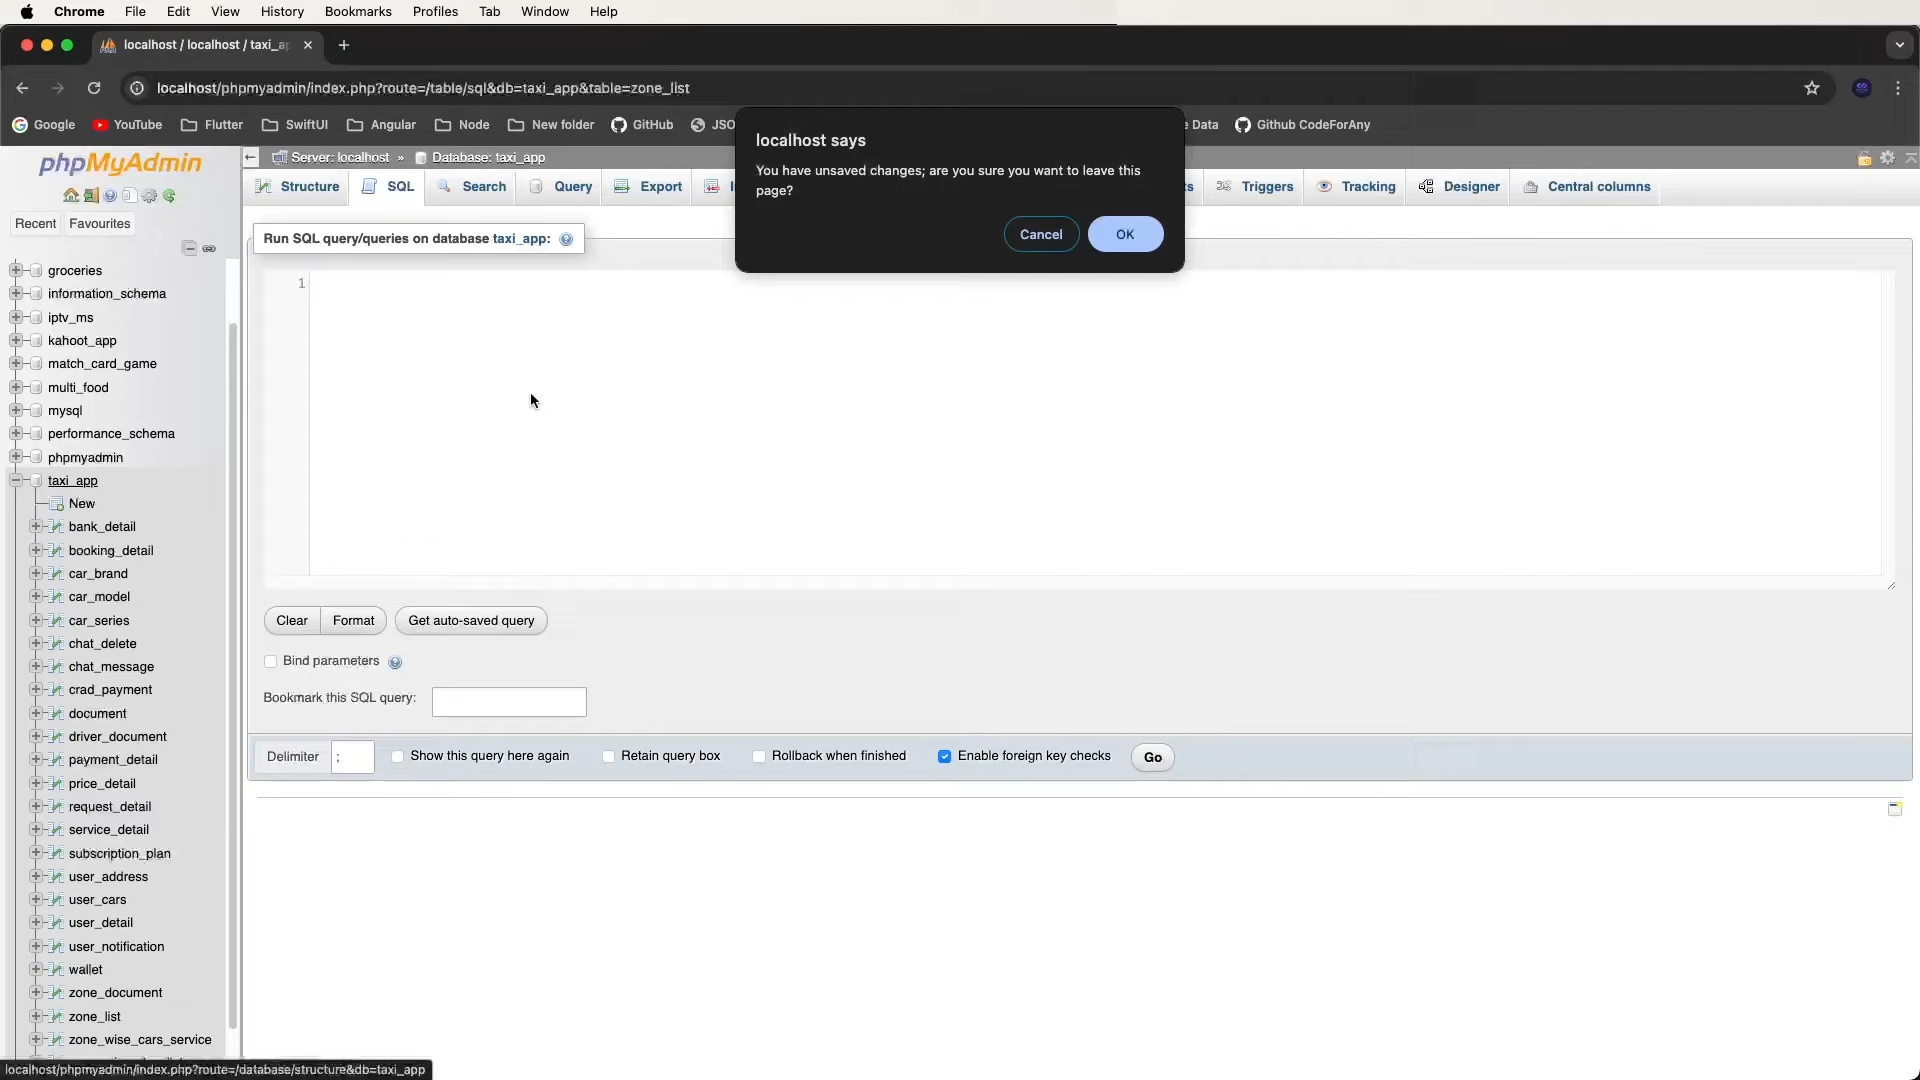 Chrome File Edit View History Bookmarks Profiles Tab Window Help
localhost / localhost / taxi_ap
localhost/phpmyadmin/index.php?route=/table/sql&db=taxi_app&table=zone_list
Google YouTube Flutter SwiftUI Angular Node New folder GitHub JSO e Data Github CodeForAny
localhost says
You have unsaved changes; are you sure you want to leave this
page?
Cancel OK
phpMyAdmin
Recent Favourites
groceries
information_schema
iptv_ms
kahoot_app
match_card_game
multi_food
mysql
performance_schema
phpmyadmin
taxi_app
New
bank_detail
booking_detail
car_brand
car_model
car_series
chat_delete
chat_message
crad_payment
document
driver_document
payment_detail
price_detail
request_detail
service_detail
subscription_plan
user_address
user_cars
user_detail
user_notification
wallet
zone_document
zone_list
zone_wise_cars_service
localhost/phpmyadmin/index.php?route=/database/structure&db=taxi_app
Server: localhost » Database: taxi_app
Structure SQL Search Query Export ts Triggers Tracking Designer Central columns
Run SQL query/queries on database taxi_app:
1
Clear Format Get auto-saved query
Bind parameters
Bookmark this SQL query:
Delimiter ; Show this query here again Retain query box Rollback when finished Enable foreign key checks Go